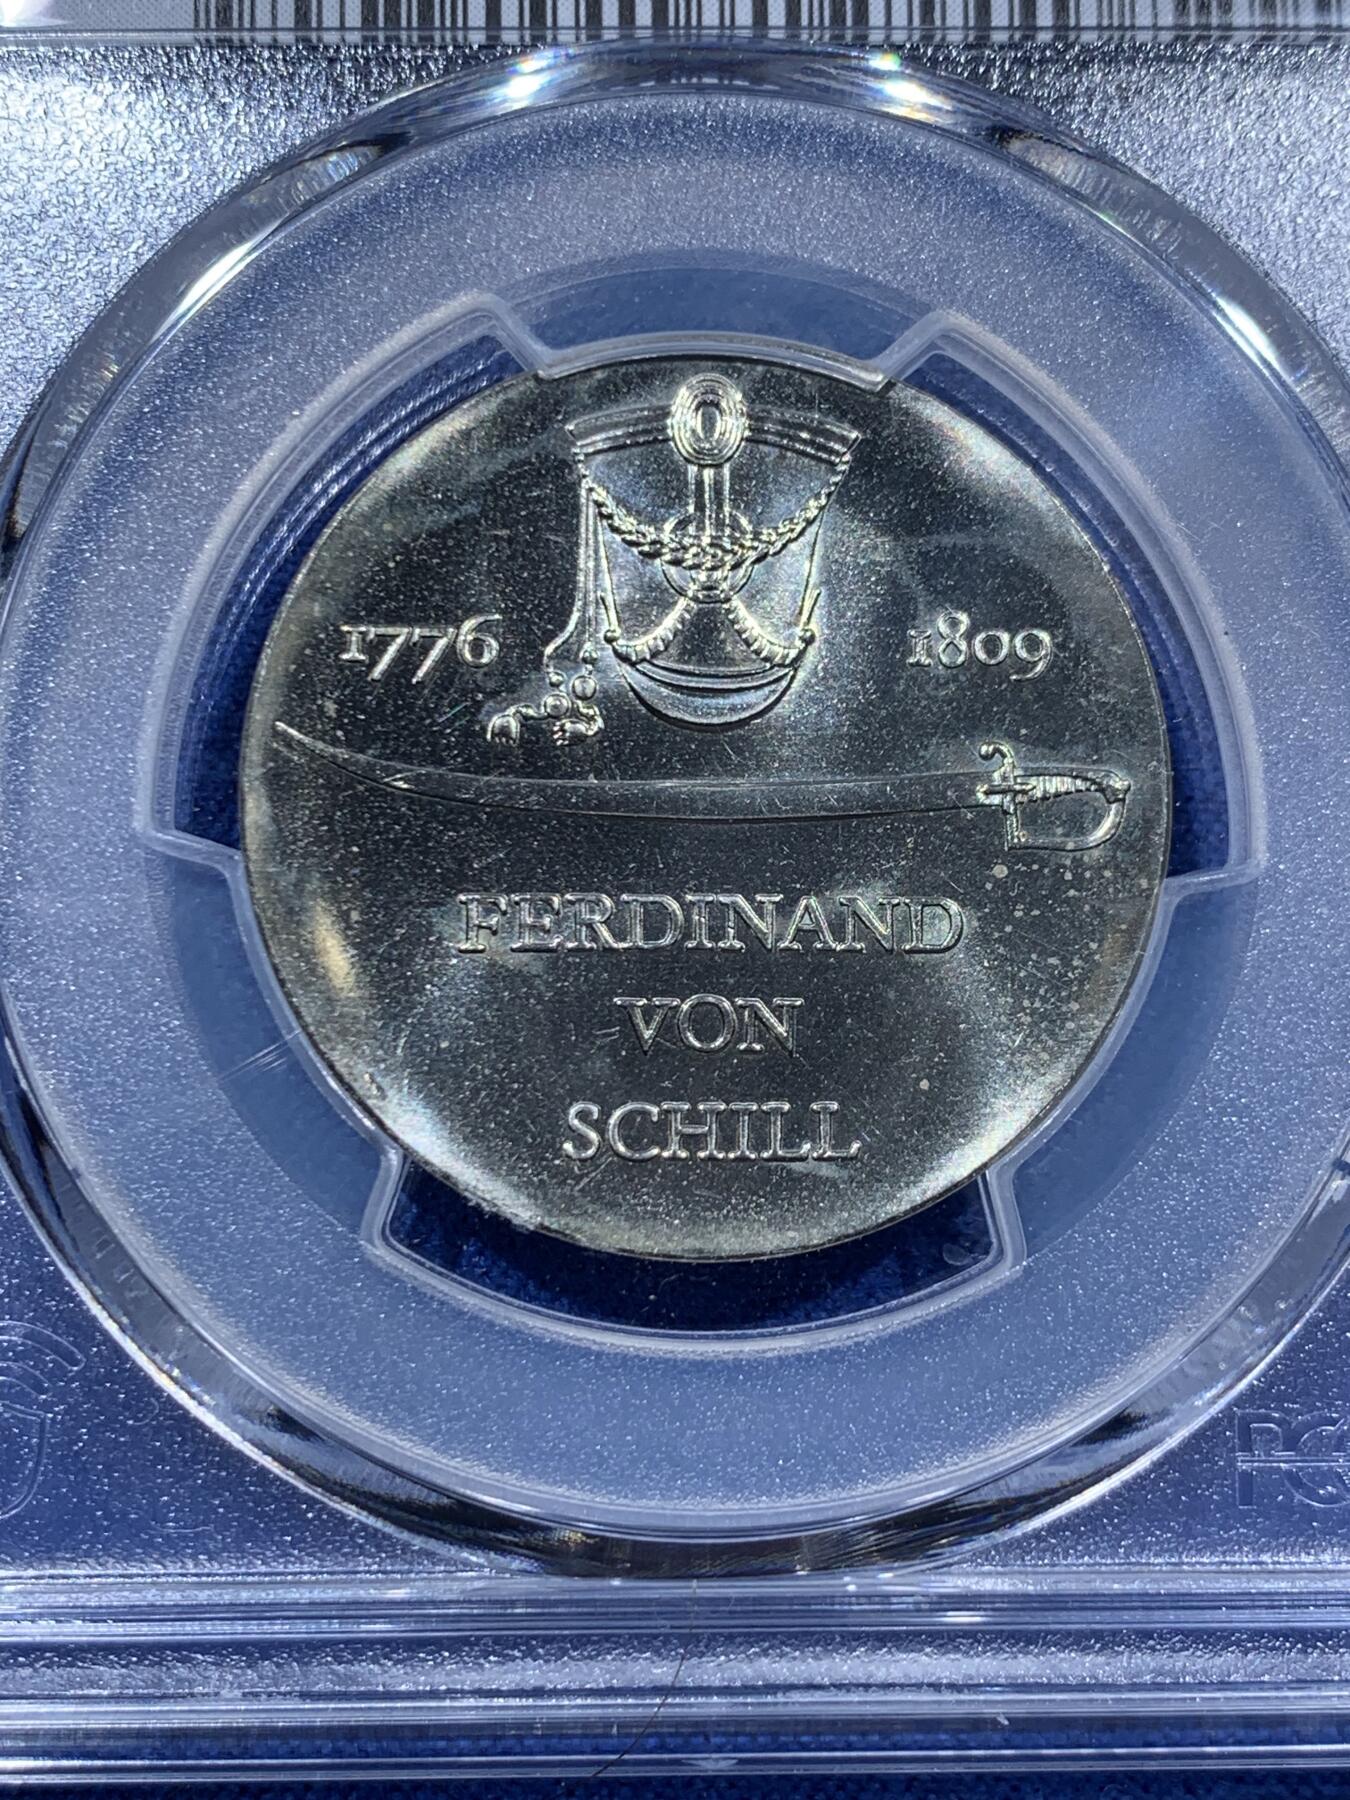 1776 1809
FERDINAND
VON
SCHILL